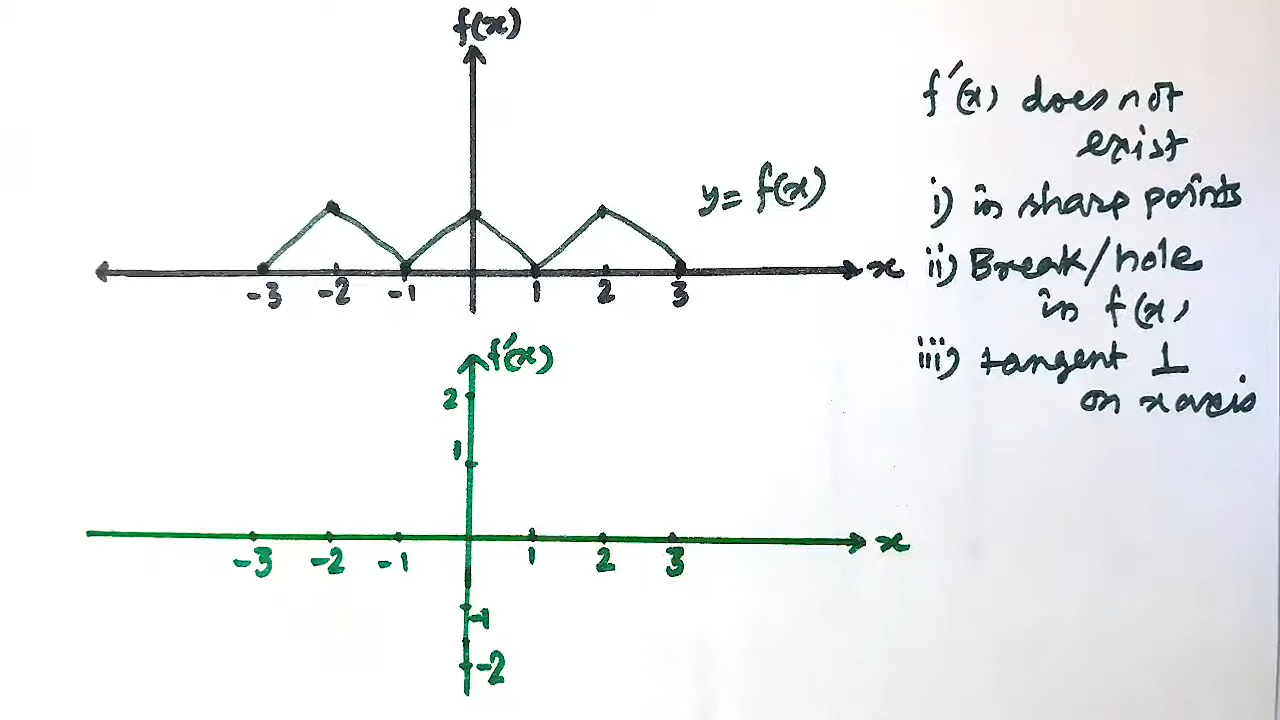 f(x)
y = f(x)
x
-3 -2 -1 1 2 3
f'(x)
2
1
x
-3 -2 -1 1 2 3
-1
-2
f'(x) does not
exist
i) in sharp points
ii) Break/hole
in f(x)
iii) tangent ⊥
on x axis